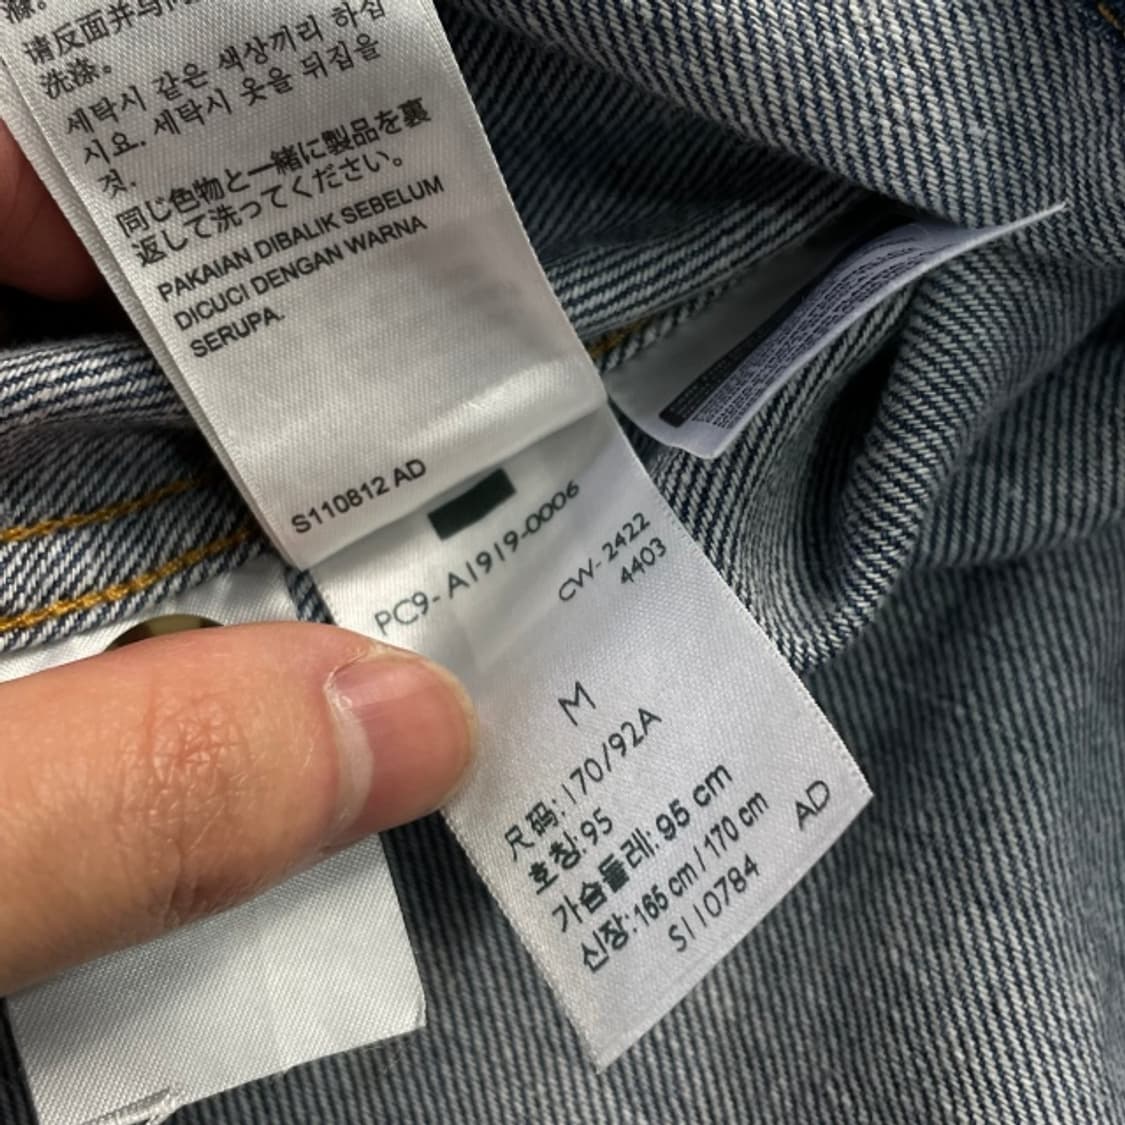 请反面并与
洗涤。
세탁시 같은 색상끼리 하십
시요. 세탁시 옷을 뒤집을
것.
同じ色物と一緒に製品を裏
返して洗ってください。
PAKAIAN DIBALIK SEBELUM
DICUCI DENGAN WARNA
SERUPA.
S110812 AD
PC9-A1919-0006
CW-2422
4403
M
尺码: 170/92A
호칭: 95
가슴둘레: 95 cm
신장: 165 cm / 170 cm
S110784
AD